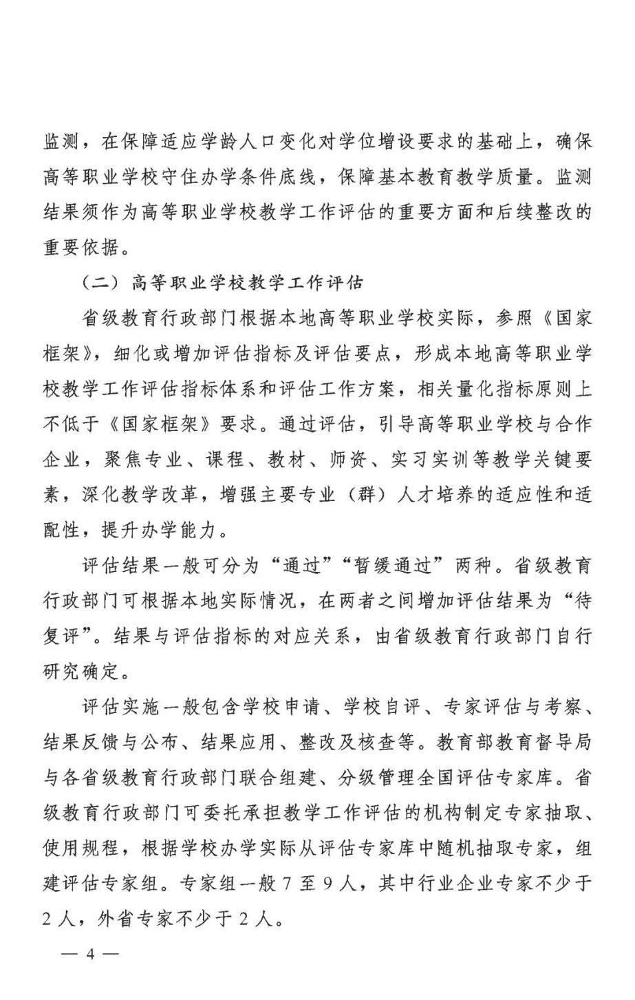 监测，在保障适应学龄人口变化对学位增设要求的基础上，确保
高等职业学校守住办学条件底线，保障基本教育教学质量。监测
结果须作为高等职业学校教学工作评估的重要方面和后续整改的
重要依据。
（二）高等职业学校教学工作评估
省级教育行政部门根据本地高等职业学校实际，参照《国家
框架》，细化或增加评估指标及评估要点，形成本地高等职业学
校教学工作评估指标体系和评估工作方案，相关量化指标原则上
不低于《国家框架》要求。通过评估，引导高等职业学校与合作
企业，聚焦专业、课程、教材、师资、实习实训等教学关键要
素，深化教学改革，增强主要专业（群）人才培养的适应性和适
配性，提升办学能力。
评估结果一般可分为“通过”“暂缓通过”两种。省级教育
行政部门可根据本地实际情况，在两者之间增加评估结果为“待
复评”。结果与评估指标的对应关系，由省级教育行政部门自行
研究确定。
评估实施一般包含学校申请、学校自评、专家评估与考察、
结果反馈与公布、结果应用、整改及核查等。教育部教育督导局
与各省级教育行政部门联合组建、分级管理全国评估专家库。省
级教育行政部门可委托承担教学工作评估的机构制定专家抽取、
使用规程，根据学校办学实际从评估专家库中随机抽取专家，组
建评估专家组。专家组一般 7 至 9 人，其中行业企业专家不少于
2 人，外省专家不少于 2 人。
— 4 —